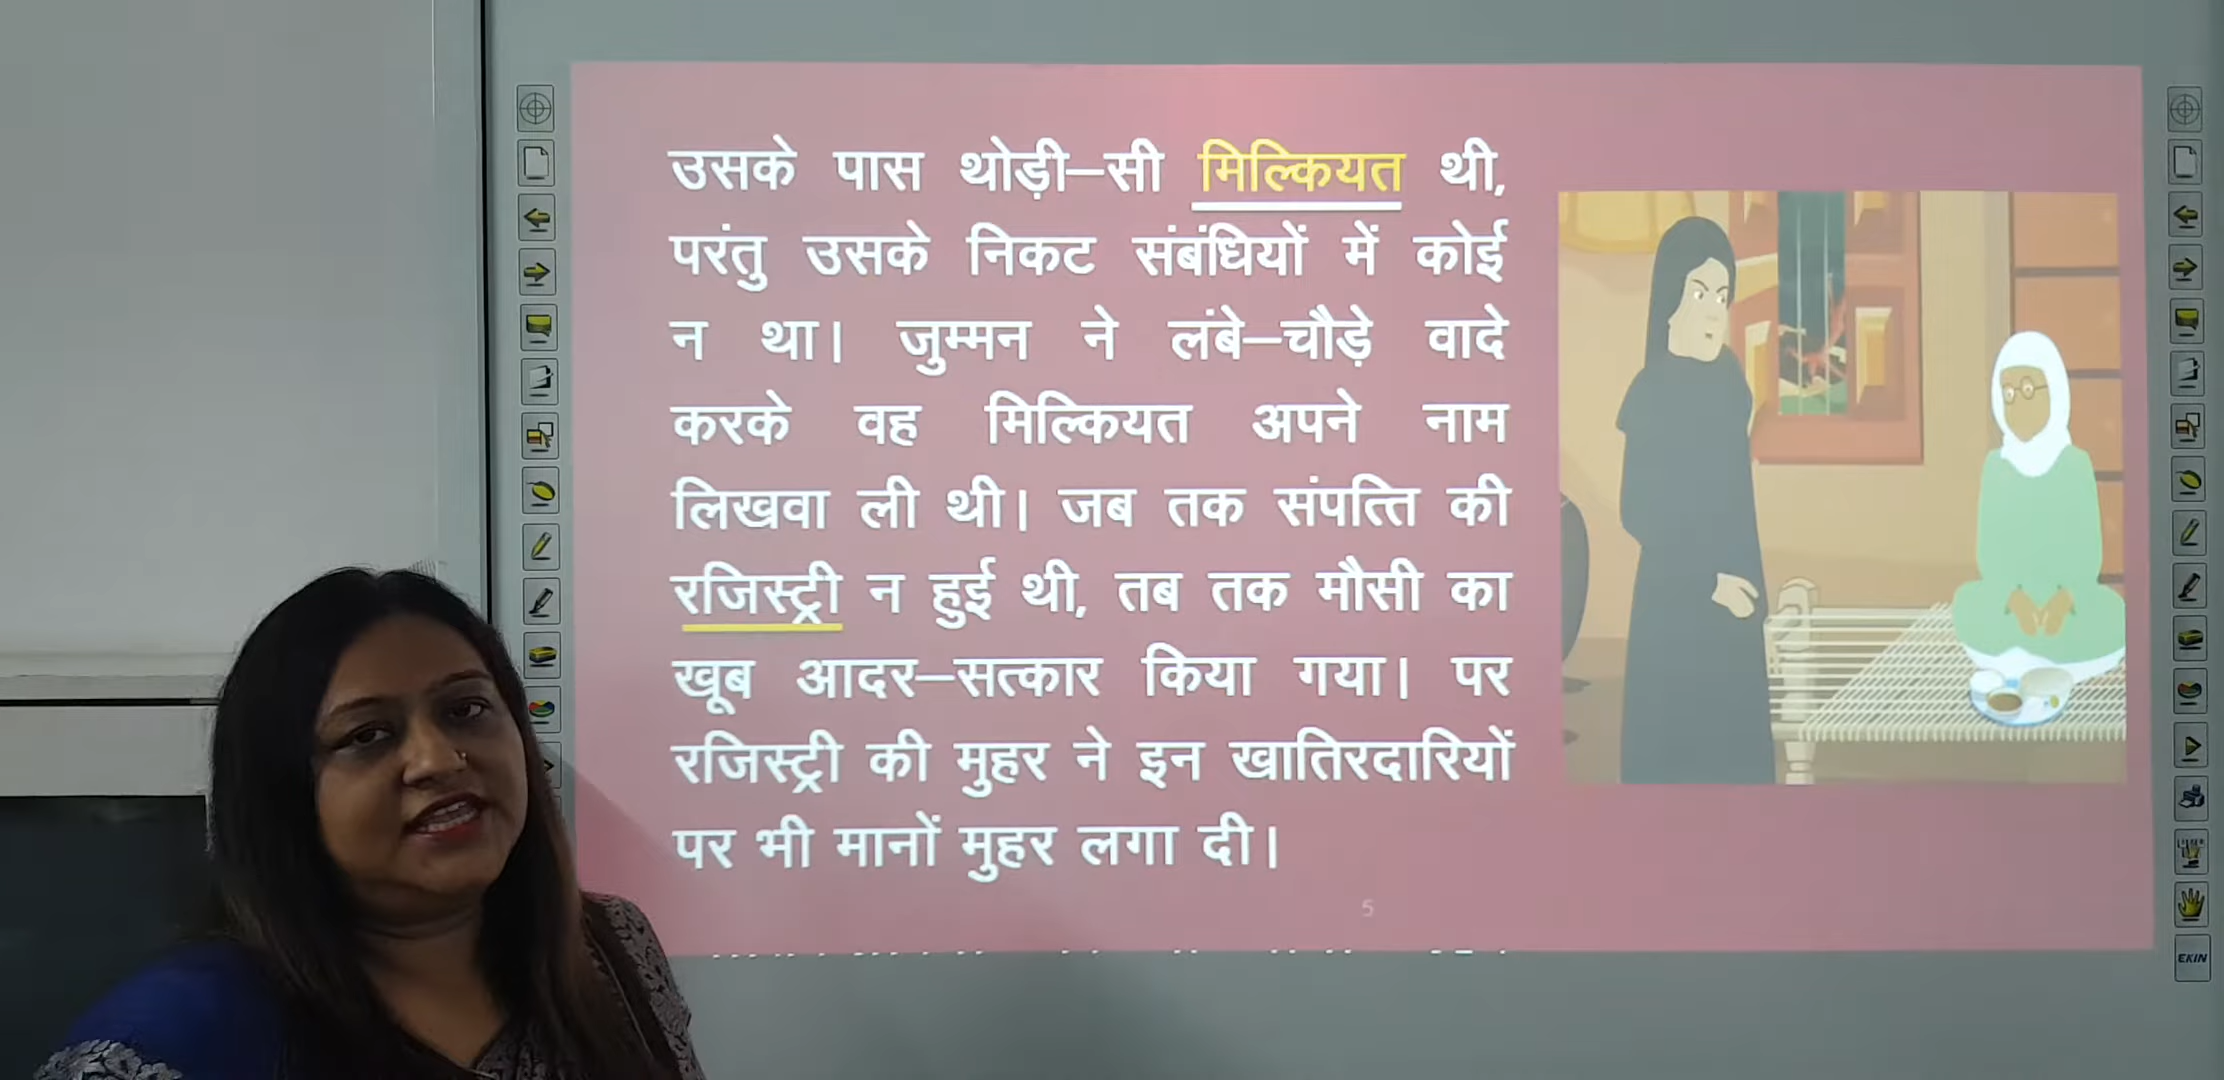 उसके पास थोड़ी–सी मिल्कियत थी,
परंतु उसके निकट संबंधियों में कोई
न था। जुम्मन ने लंबे–चौड़े वादे
करके वह मिल्कियत अपने नाम
लिखवा ली थी। जब तक संपत्ति की
रजिस्ट्री न हुई थी, तब तक मौसी का
खूब आदर–सत्कार किया गया। पर
रजिस्ट्री की मुहर ने इन खातिरदारियों
पर भी मानों मुहर लगा दी।
5
EKIN